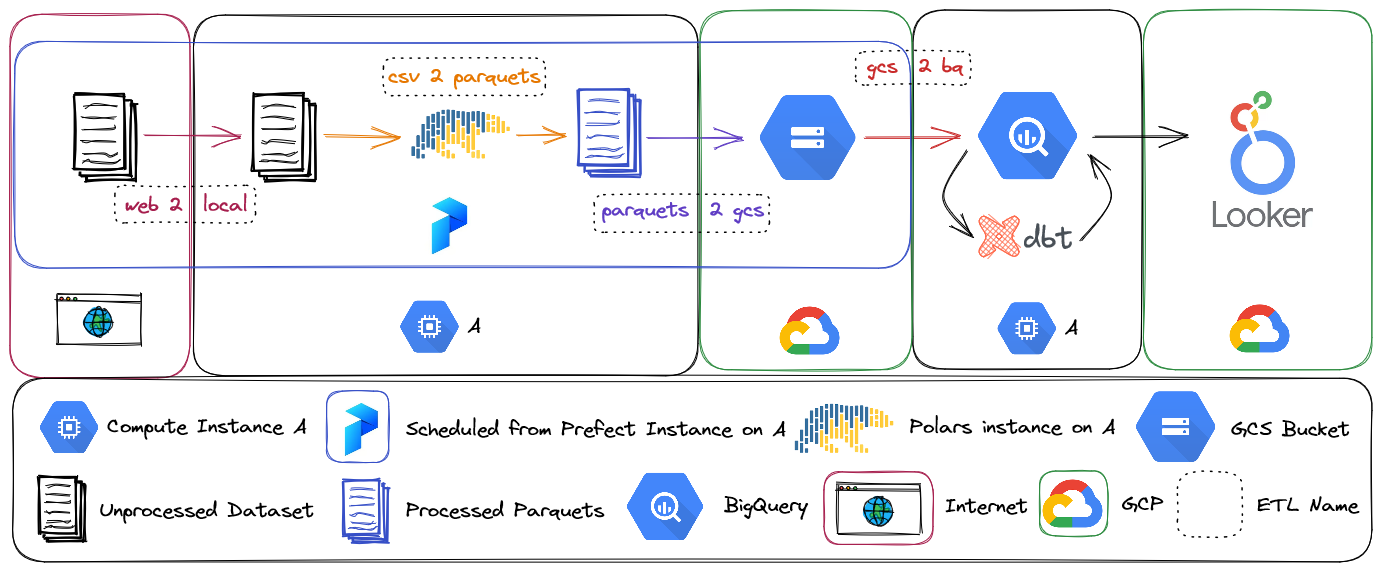 csv 2 parquets
gcs 2 bq
web 2 local
parquets 2 gcs
dbt
Looker
A
A
Compute Instance A
Scheduled from Prefect Instance on A
Polars instance on A
GCS Bucket
Unprocessed Dataset
Processed Parquets
BigQuery
Internet
GCP
ETL Name